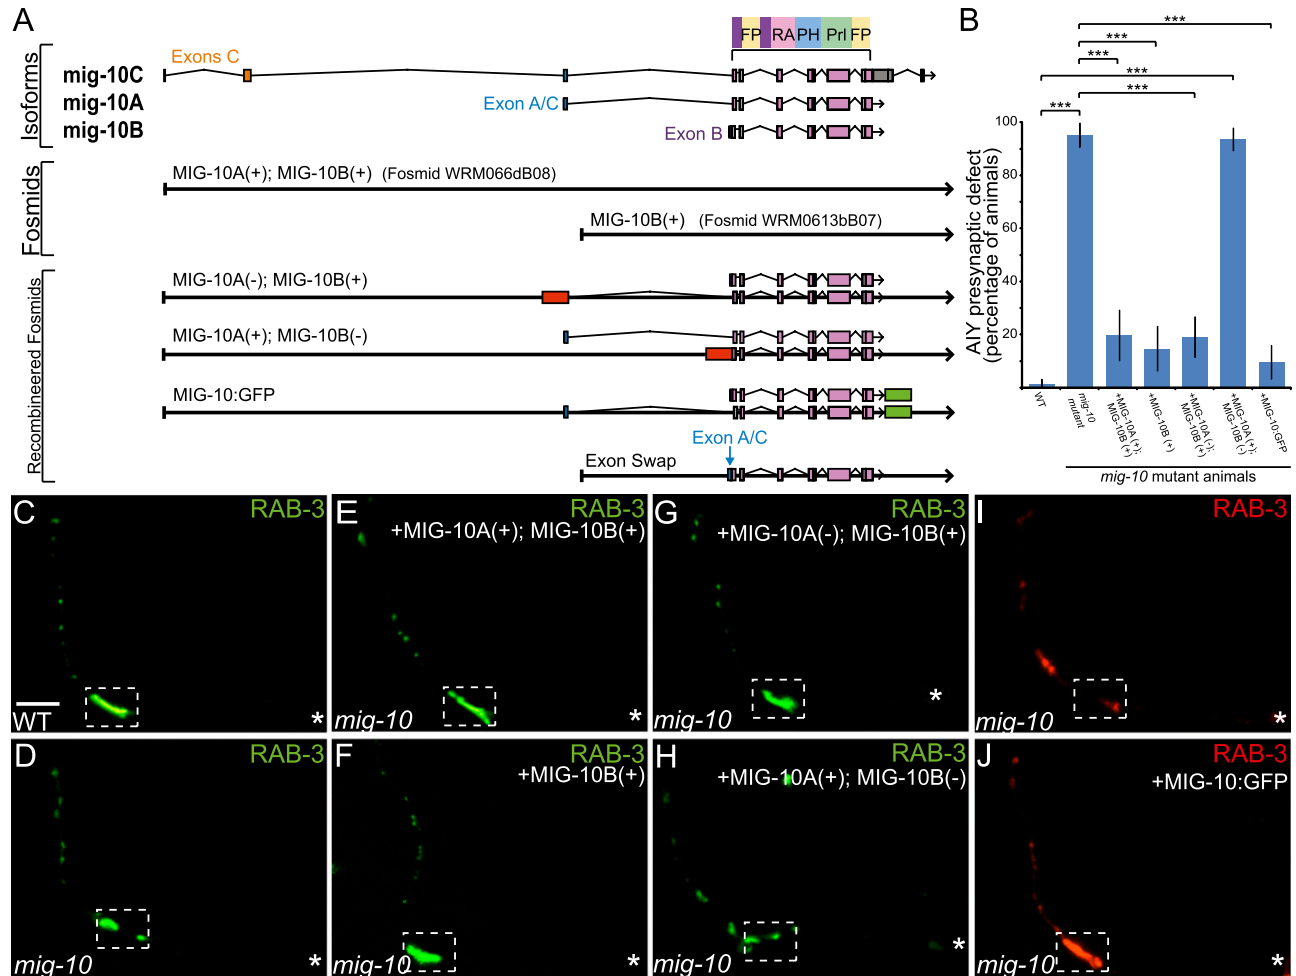 A
FP RA PH Prl FP
Exons C
mig-10C
mig-10A
Exon A/C
mig-10B
Exon B
Isoforms
MIG-10A(+); MIG-10B(+) (Fosmid WRM066dB08)
MIG-10B(+) (Fosmid WRM0613bB07)
Fosmids
MIG-10A(-); MIG-10B(+)
MIG-10A(+); MIG-10B(-)
MIG-10:GFP
Exon A/C
Exon Swap
Recombineered Fosmids
B
***
***
***
***
***
***
100
80
60
40
20
0
AIY presynaptic defect
(percentage of animals)
WT
mig-10
mutant
+MIG-10A (+);
MIG-10B (+)
+MIG-10B (+)
+MIG-10A (-);
MIG-10B (+)
+MIG-10A (+);
MIG-10B (-)
+MIG-10:GFP
mig-10 mutant animals
C
RAB-3
WT
*
E
RAB-3
+MIG-10A(+); MIG-10B(+)
mig-10
*
G
RAB-3
+MIG-10A(-); MIG-10B(+)
mig-10
*
I
RAB-3
mig-10
*
D
RAB-3
mig-10
*
F
RAB-3
+MIG-10B(+)
mig-10
*
H
RAB-3
+MIG-10A(+); MIG-10B(-)
mig-10
*
J
RAB-3
+MIG-10:GFP
mig-10
*